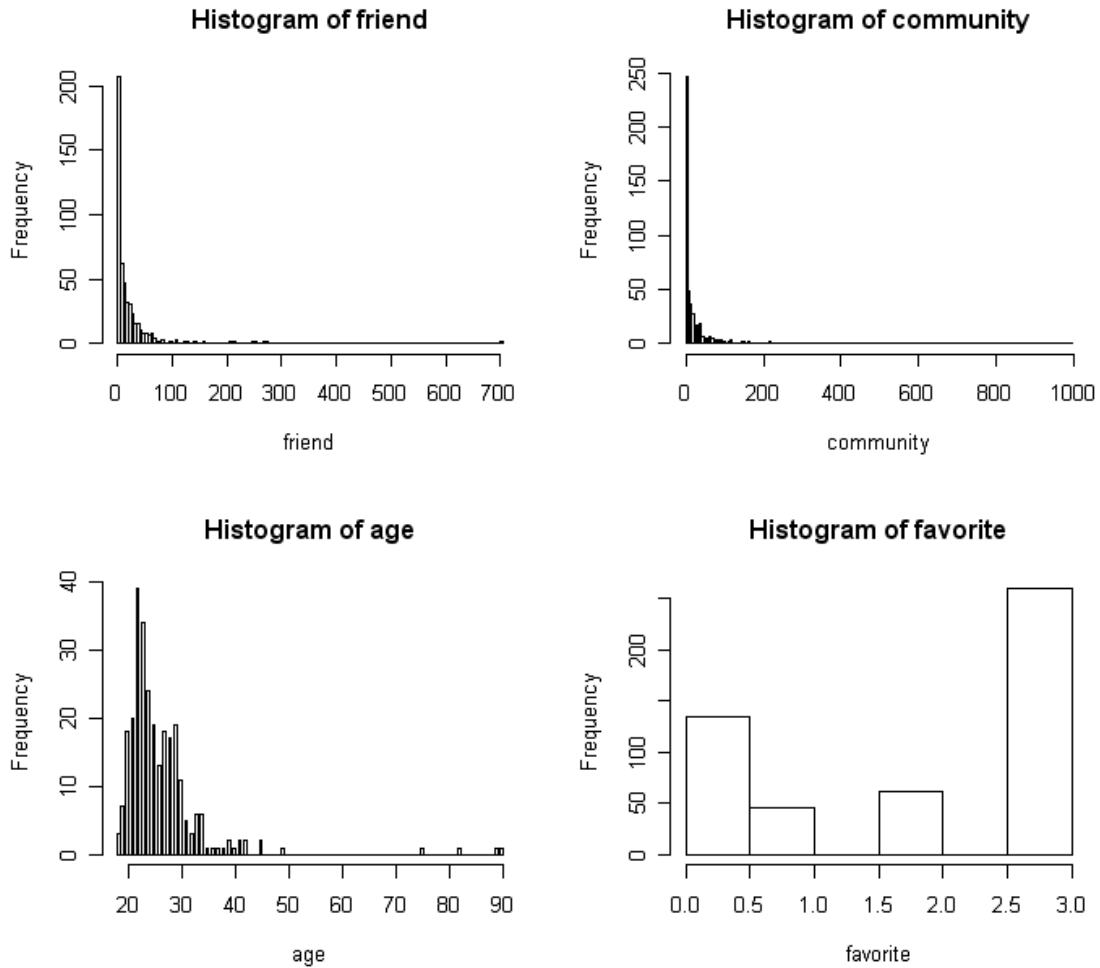 Histogram of friend
Frequency
0 50 100 150 200
0 100 200 300 400 500 600 700
friend
Histogram of community
Frequency
0 50 100 150 200 250
0 200 400 600 800 1000
community
Histogram of age
Frequency
0 10 20 30 40
20 30 40 50 60 70 80 90
age
Histogram of favorite
Frequency
0 50 100 200
0.0 0.5 1.0 1.5 2.0 2.5 3.0
favorite